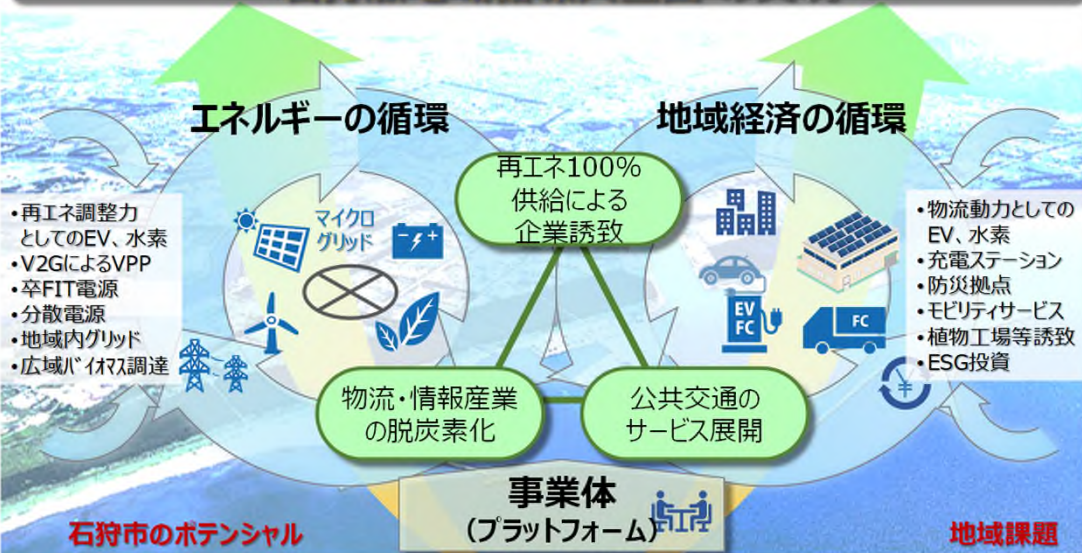 エネルギーの循環
地域経済の循環
再エネ100%
供給による
企業誘致
マイクロ
グリッド
・再エネ調整力
としてのEV、水素
・V2GによるVPP
・卒FIT電源
・分散電源
・地域内グリッド
・広域バイオマス調達
・物流動力としての
EV、水素
・充電ステーション
・防災拠点
・モビリティサービス
・植物工場等誘致
・ESG投資
EV
FC
FC
¥
物流・情報産業
の脱炭素化
公共交通の
サービス展開
事業体
(プラットフォーム)
石狩市のポテンシャル
地域課題